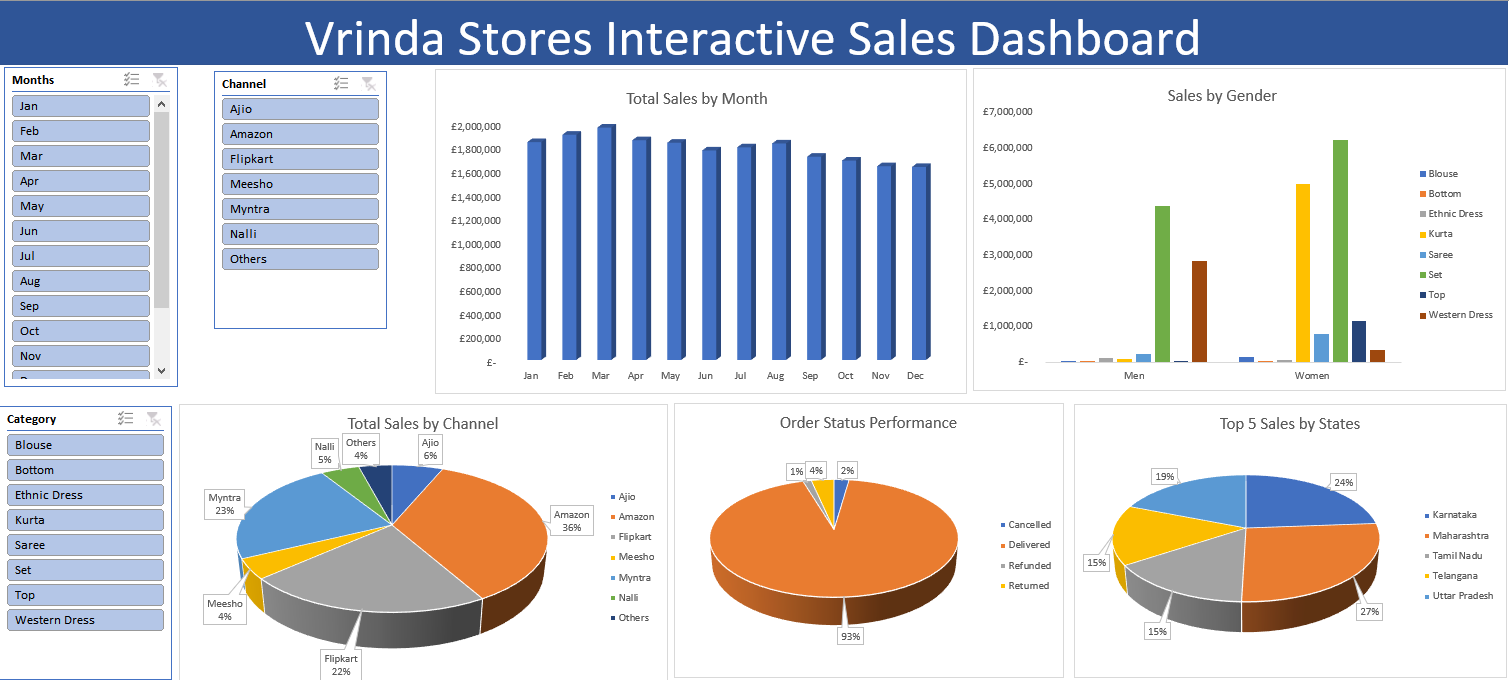 Vrinda Stores Interactive Sales Dashboard
Months
Jan
Feb
Mar
Apr
May
Jun
Jul
Aug
Sep
Oct
Nov
Channel
Ajio
Amazon
Flipkart
Meesho
Myntra
Nalli
Others
Total Sales by Month
£2,000,000
£1,800,000
£1,600,000
£1,400,000
£1,200,000
£1,000,000
£800,000
£600,000
£400,000
£200,000
£-
Jan Feb Mar Apr May Jun Jul Aug Sep Oct Nov Dec
Sales by Gender
£7,000,000
£6,000,000
£5,000,000
£4,000,000
£3,000,000
£2,000,000
£1,000,000
£-
Men Women
Blouse
Bottom
Ethnic Dress
Kurta
Saree
Set
Top
Western Dress
Category
Blouse
Bottom
Ethnic Dress
Kurta
Saree
Set
Top
Western Dress
Total Sales by Channel
Ajio
6%
Amazon
36%
Flipkart
22%
Meesho
4%
Myntra
23%
Nalli
5%
Others
4%
Ajio
Amazon
Flipkart
Meesho
Myntra
Nalli
Others
Order Status Performance
1% 4% 2%
93%
Cancelled
Delivered
Refunded
Returned
Top 5 Sales by States
19%
24%
15%
27%
15%
Karnataka
Maharashtra
Tamil Nadu
Telangana
Uttar Pradesh